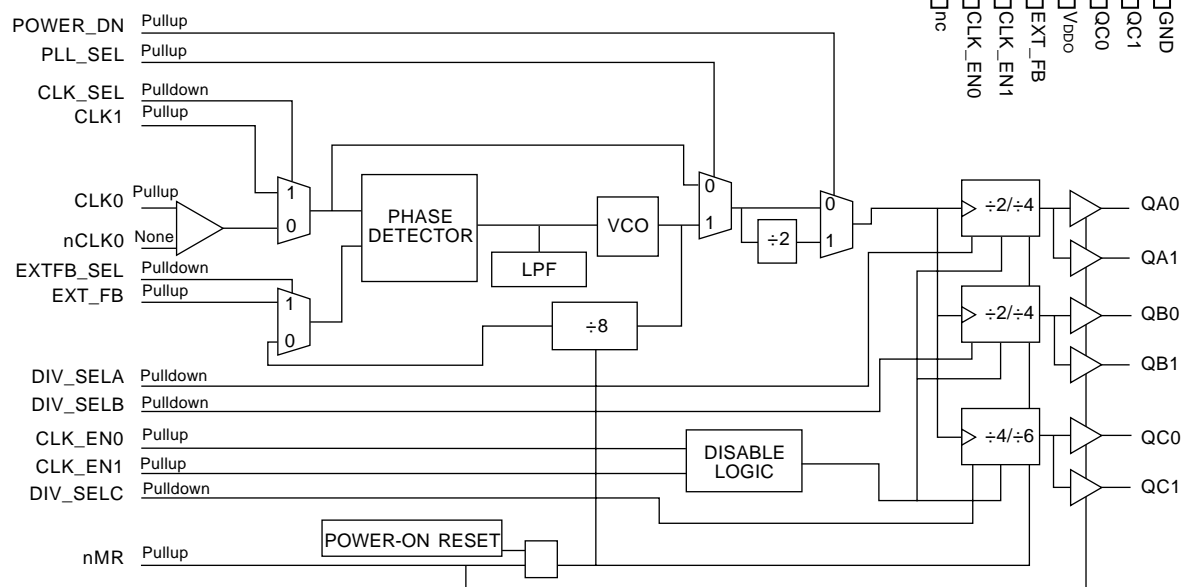 nc
CLK_EN0
CLK_EN1
EXT_FB
VDDO
QC0
QC1
GND
POWER_DN Pullup
PLL_SEL Pullup
CLK_SEL Pulldown
CLK1 Pullup
CLK0 Pullup
nCLK0 None
EXTFB_SEL Pulldown
EXT_FB Pullup
1
0
1
0
PHASE
DETECTOR
LPF
VCO
÷8
0
1
÷2
0
1
÷2/÷4
QA0
QA1
÷2/÷4
QB0
QB1
÷4/÷6
QC0
QC1
DIV_SELA Pulldown
DIV_SELB Pulldown
CLK_EN0 Pullup
CLK_EN1 Pullup
DIV_SELC Pulldown
DISABLE
LOGIC
POWER-ON RESET
nMR Pullup